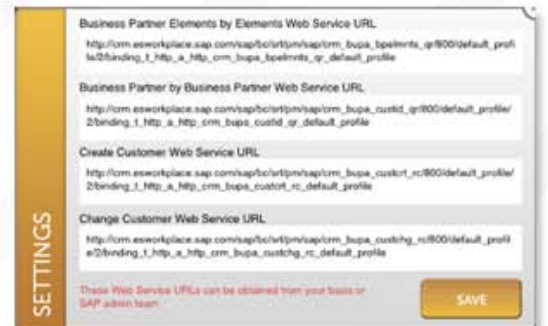 Business Partner Elements by Elements Web Service URL
http://crm.esworkplace.sap.com/sap/bc/srt/pm/sap/crm_bupa_bpelmnts_qr/800/default_profi
le/2/binding_t_http_a_http_crm_bupa_bpelmnts_qr_default_profile
Business Partner by Business Partner Web Service URL
http://crm.esworkplace.sap.com/sap/bc/srt/pm/sap/crm_bupa_custid_qr/800/default_profile/
2/binding_t_http_a_http_crm_bupa_custid_qr_default_profile
Create Customer Web Service URL
http://crm.esworkplace.sap.com/sap/bc/srt/pm/sap/crm_bupa_custcrt_rc/800/default_profile/
2/binding_t_http_a_http_crm_bupa_custcrt_rc_default_profile
Change Customer Web Service URL
http://crm.esworkplace.sap.com/sap/bc/srt/pm/sap/crm_bupa_custchg_rc/800/default_profil
e/2/binding_t_http_a_http_crm_bupa_custchg_rc_default_profile
SETTINGS
These Web Service URLs can be obtained from your basis or
SAP admin team
SAVE